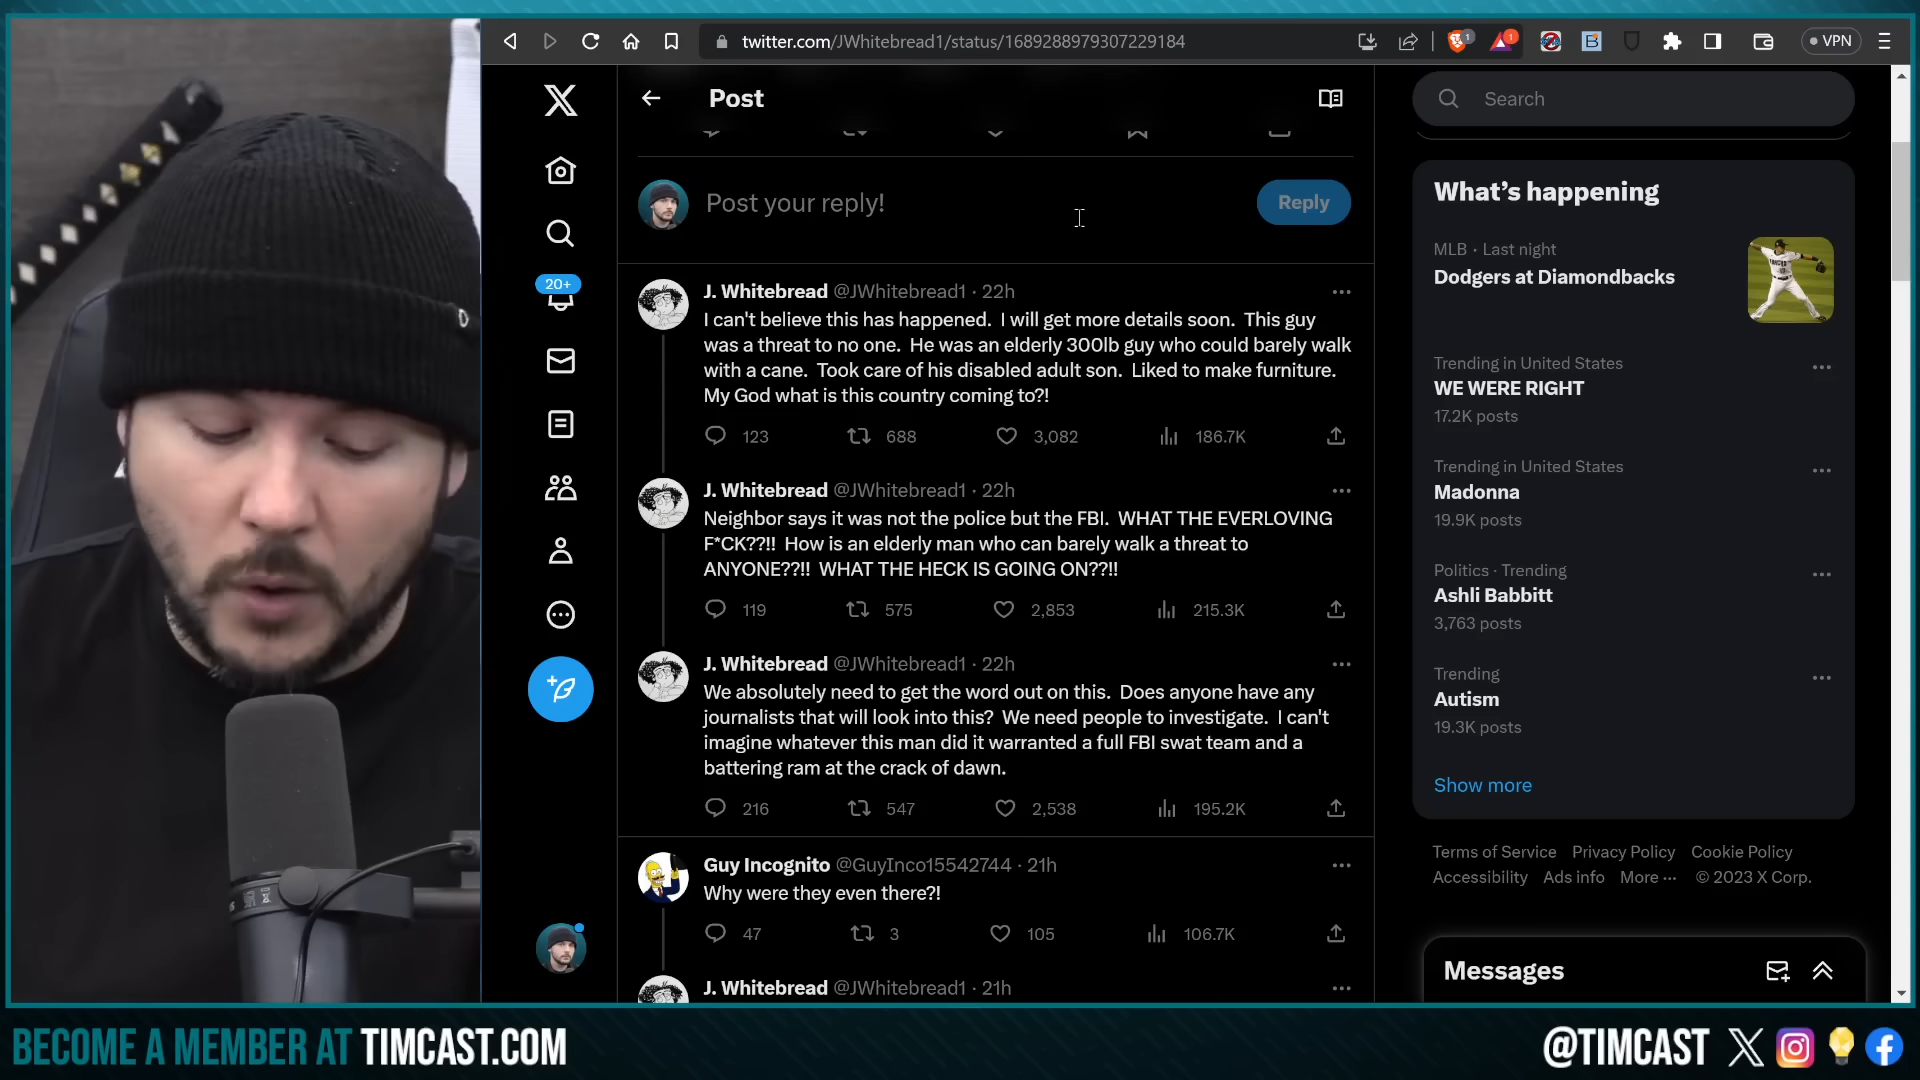 twitter.com/JWhitebread1/status/1689288979307229184
1
1
VPN
Post
Search
Post your reply!
Reply
20+
J. Whitebread @JWhitebread1 · 22h
I can't believe this has happened. I will get more details soon. This guy
was a threat to no one. He was an elderly 300lb guy who could barely walk
with a cane. Took care of his disabled adult son. Liked to make furniture.
My God what is this country coming to?!
123 688 3,082 186.7K
J. Whitebread @JWhitebread1 · 22h
Neighbor says it was not the police but the FBI. WHAT THE EVERLOVING
F*CK??!! How is an elderly man who can barely walk a threat to
ANYONE??!! WHAT THE HECK IS GOING ON??!!
119 575 2,853 215.3K
J. Whitebread @JWhitebread1 · 22h
We absolutely need to get the word out on this. Does anyone have any
journalists that will look into this? We need people to investigate. I can't
imagine whatever this man did it warranted a full FBI swat team and a
battering ram at the crack of dawn.
216 547 2,538 195.2K
Guy Incognito @GuyInco15542744 · 21h
Why were they even there?!
47 3 105 106.7K
J. Whitebread @JWhitebread1 · 21h
What's happening
MLB · Last night
Dodgers at Diamondbacks
Trending in United States
WE WERE RIGHT
17.2K posts
Trending in United States
Madonna
19.9K posts
Politics · Trending
Ashli Babbitt
3,763 posts
Trending
Autism
19.3K posts
Show more
Terms of Service Privacy Policy Cookie Policy
Accessibility Ads info More ··· © 2023 X Corp.
Messages
BECOME A MEMBER AT TIMCAST.COM
@TIMCAST